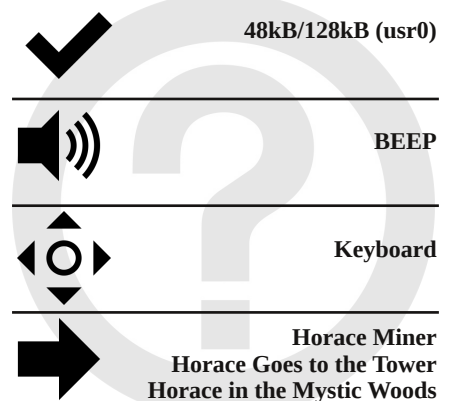 48kB/128kB (usr0)
BEEP
Keyboard
Horace Miner
Horace Goes to the Tower
Horace in the Mystic Woods